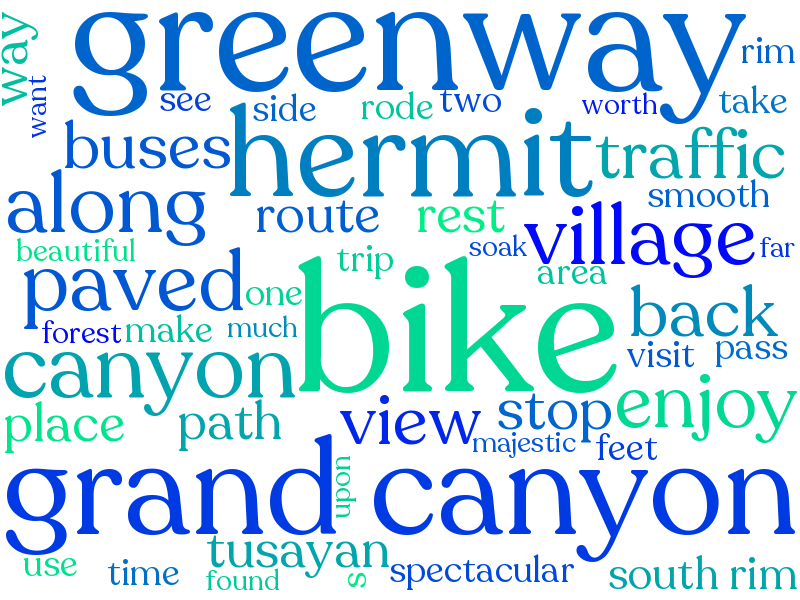 way
greenway
rim
want
see
side
rode
two
worth
take
buses
hermit
traffic
along
route
rest
smooth
village
beautiful
trip
soak
far
paved
one
bike
area
back
forest
make
much
visit
pass
canyon
place
path
view
stop
enjoy
majestic
feet
grand canyon
upon
tusayan
use
time
found
s
spectacular
south rim